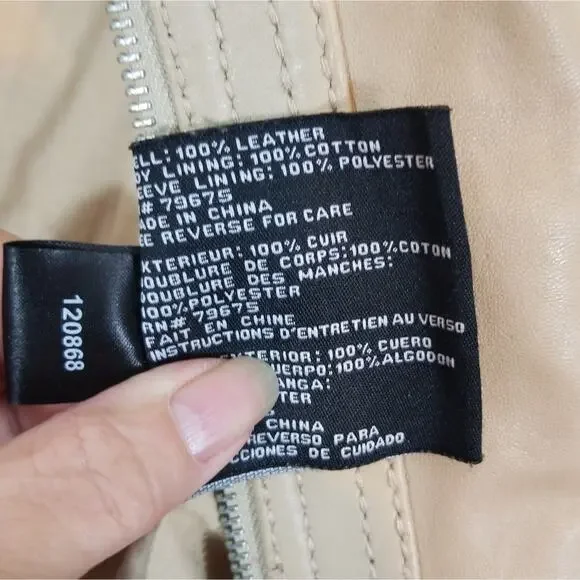 ELL: 100% LEATHER
DY LINING: 100% COTTON
EEVE LINING: 100% POLYESTER
# 79675
ADE IN CHINA
EE REVERSE FOR CARE
XTERIEUR: 100% CUIR
OUBLURE DE CORPS: 100% COTON
DOUBLURE DES MANCHES:
100% POLYESTER
RN# 79675
FAIT EN CHINE
INSTRUCTIONS D'ENTRETIEN AU VERSO
EXTERIOR: 100% CUERO
CUERPO: 100% ALGODON
ANGA:
TER
CHINA
REVERSO PARA
CCIONES DE CUIDADO
120868